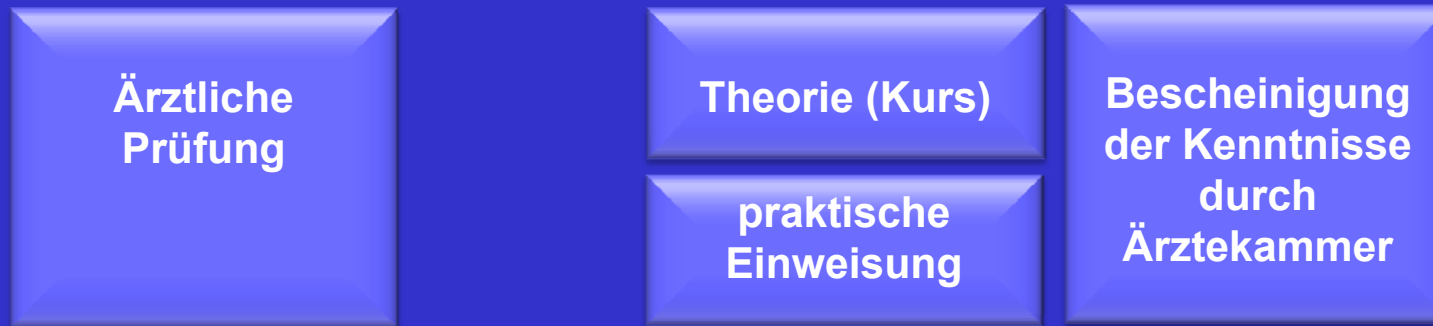 Ärztliche
Prüfung
Theorie (Kurs)
praktische
Einweisung
Bescheinigung
der Kenntnisse
durch
Ärztekammer